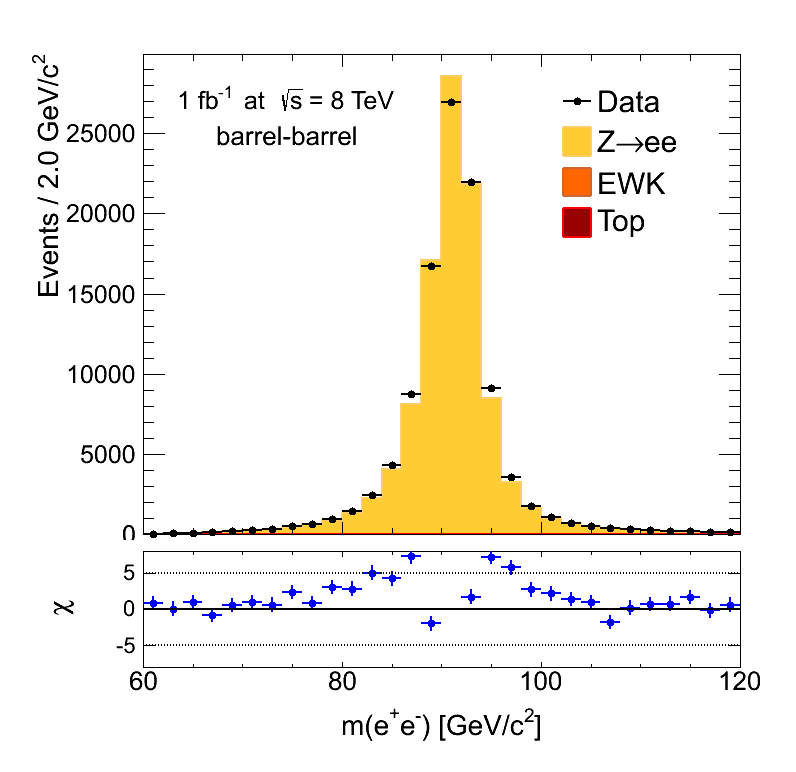 1 fb⁻¹ at √s = 8 TeV
barrel-barrel
Data
Z→ee
EWK
Top
Events / 2.0 GeV/c²
25000
20000
15000
10000
5000
0
χ
5
0
-5
60 80 100 120
m(e⁺e⁻) [GeV/c²]